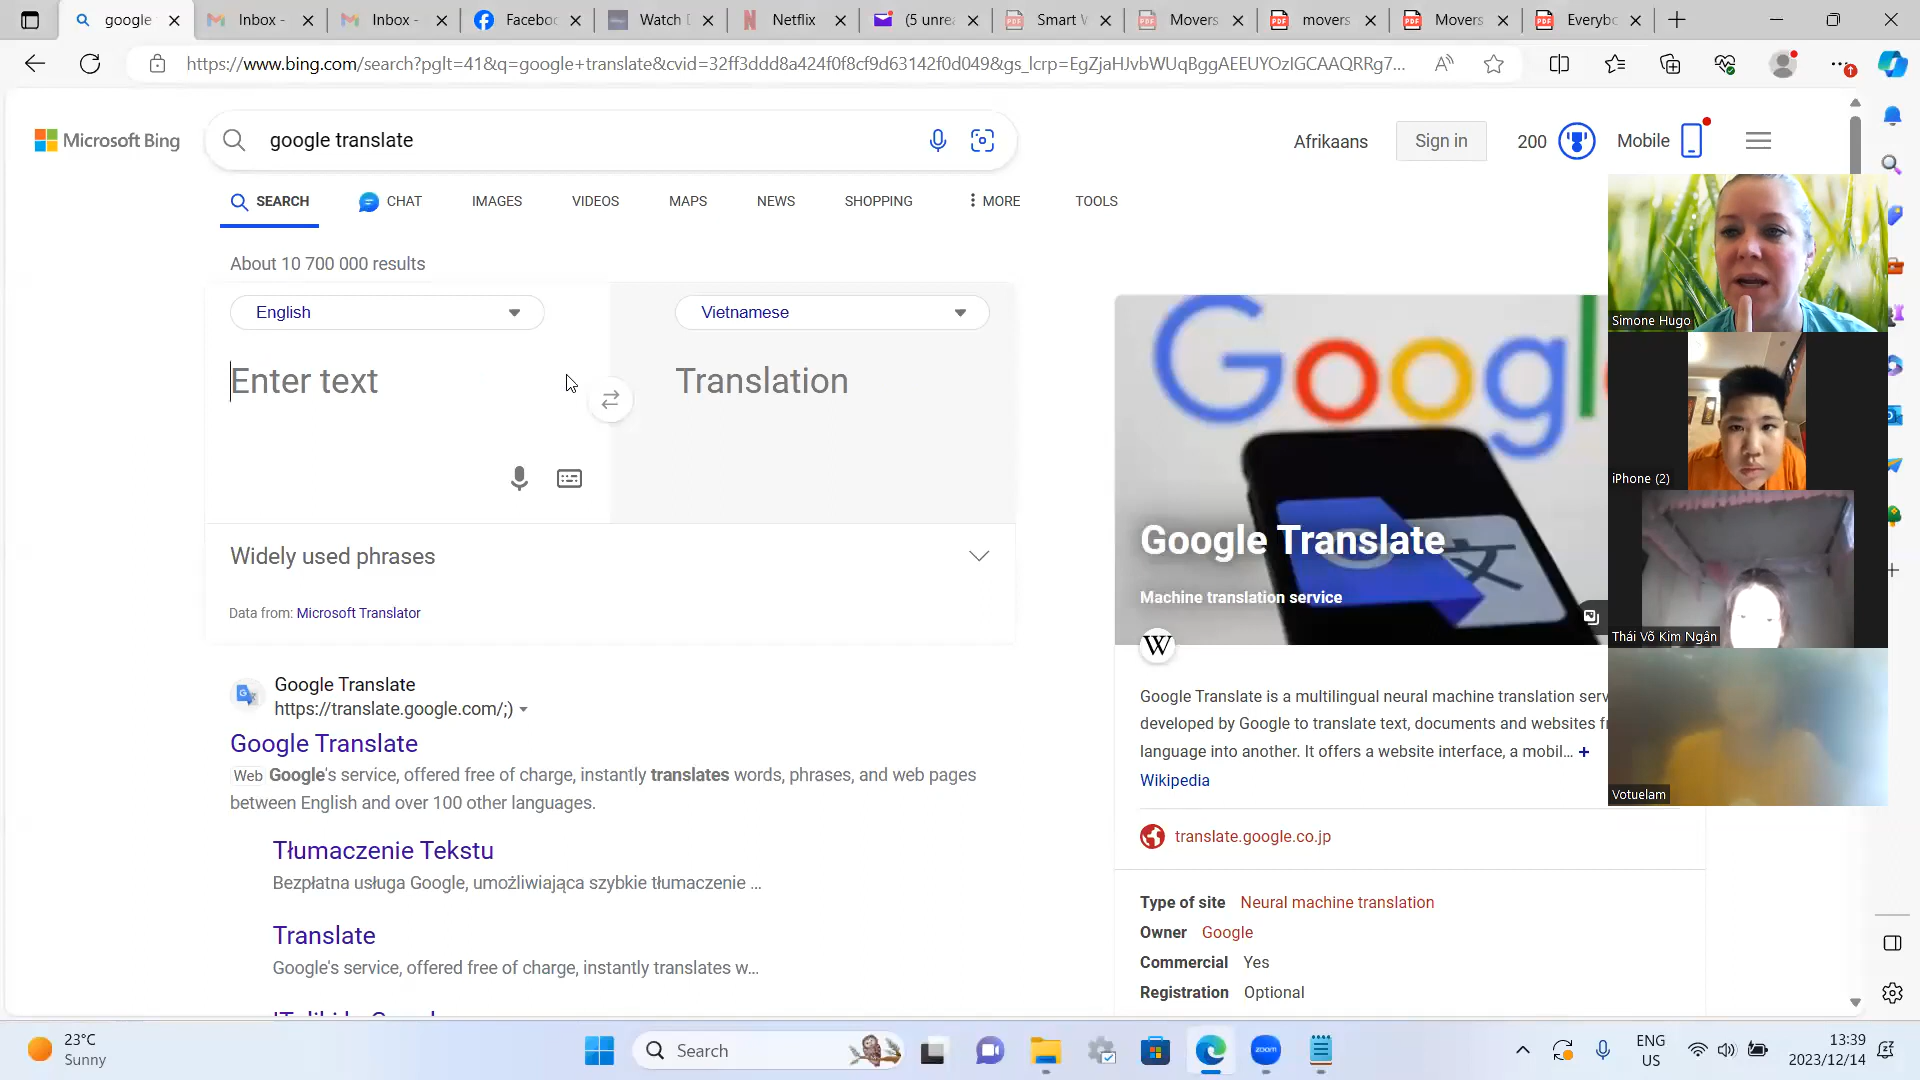 google
Inbox -
Inbox -
Facebo
Watch
Netflix
(5 unre
Smart
Movers
movers
Movers
Everyb
https://www.bing.com/search?pglt=41&q=google+translate&cvid=32ff3ddd8a424f0f8cf9d63142f0d049&gs_lcrp=EgZjaHJvbWUqBggAEEUYOzIGCAAQRRg7...
Microsoft Bing
google translate
Afrikaans
Sign in
200
Mobile
SEARCH
CHAT
IMAGES
VIDEOS
MAPS
NEWS
SHOPPING
MORE
TOOLS
About 10 700 000 results
English
Vietnamese
Enter text
Translation
Widely used phrases
Data from: Microsoft Translator
Google Translate
https://translate.google.com/;)
Google Translate
Web Google's service, offered free of charge, instantly translates words, phrases, and web pages
between English and over 100 other languages.
Tłumaczenie Tekstu
Bezpłatna usługa Google, umożliwiająca szybkie tłumaczenie ...
Translate
Google's service, offered free of charge, instantly translates w...
Googl
Google Translate
Machine translation service
W
Google Translate is a multilingual neural machine translation serv
developed by Google to translate text, documents and websites f
language into another. It offers a website interface, a mobil... +
Wikipedia
translate.google.co.jp
Type of site Neural machine translation
Owner Google
Commercial Yes
Registration Optional
Simone Hugo
iPhone (2)
Thái Võ Kim Ngân
Votuelam
23°C
Sunny
Search
zoom
ENG
US
13:39
2023/12/14